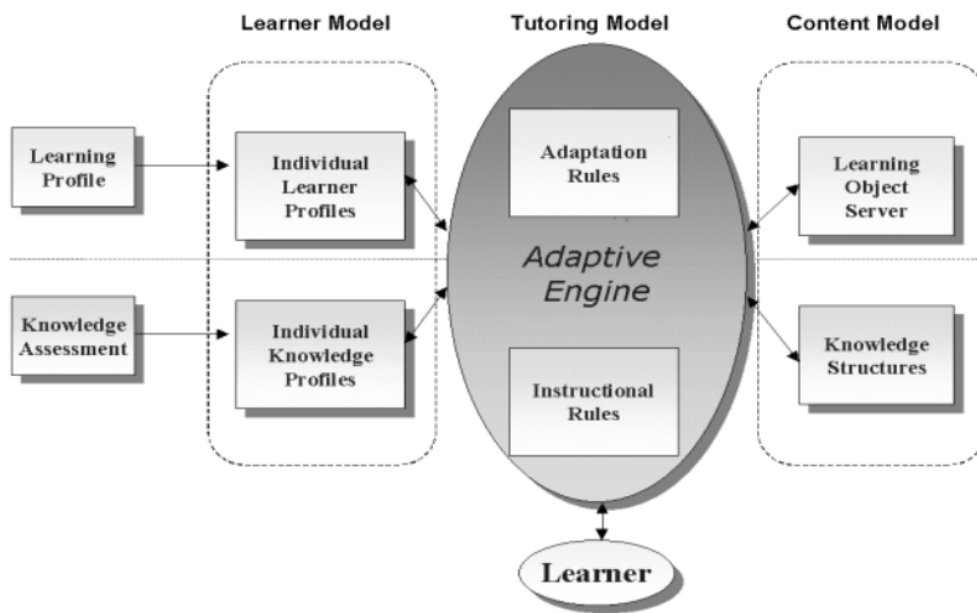 Learner Model
Tutoring Model
Content Model
Learning
Profile
Individual
Learner
Profiles
Adaptation
Rules
Learning
Object
Server
Adaptive
Engine
Knowledge
Assessment
Individual
Knowledge
Profiles
Instructional
Rules
Knowledge
Structures
Learner